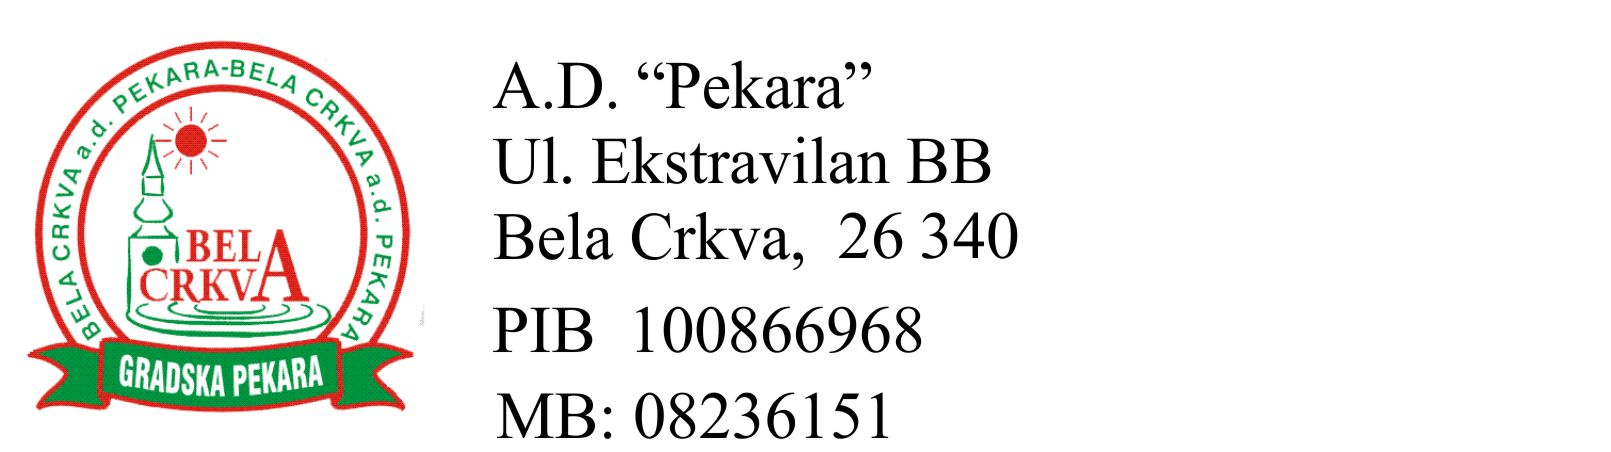 BELA CRKVA a.d. PEKARA-BELA CRKVA a.d. PEKARA
BELA
CRKVA
GRADSKA PEKARA
A.D. “Pekara”
Ul. Ekstravilan BB
Bela Crkva, 26 340
PIB 100866968
MB: 08236151